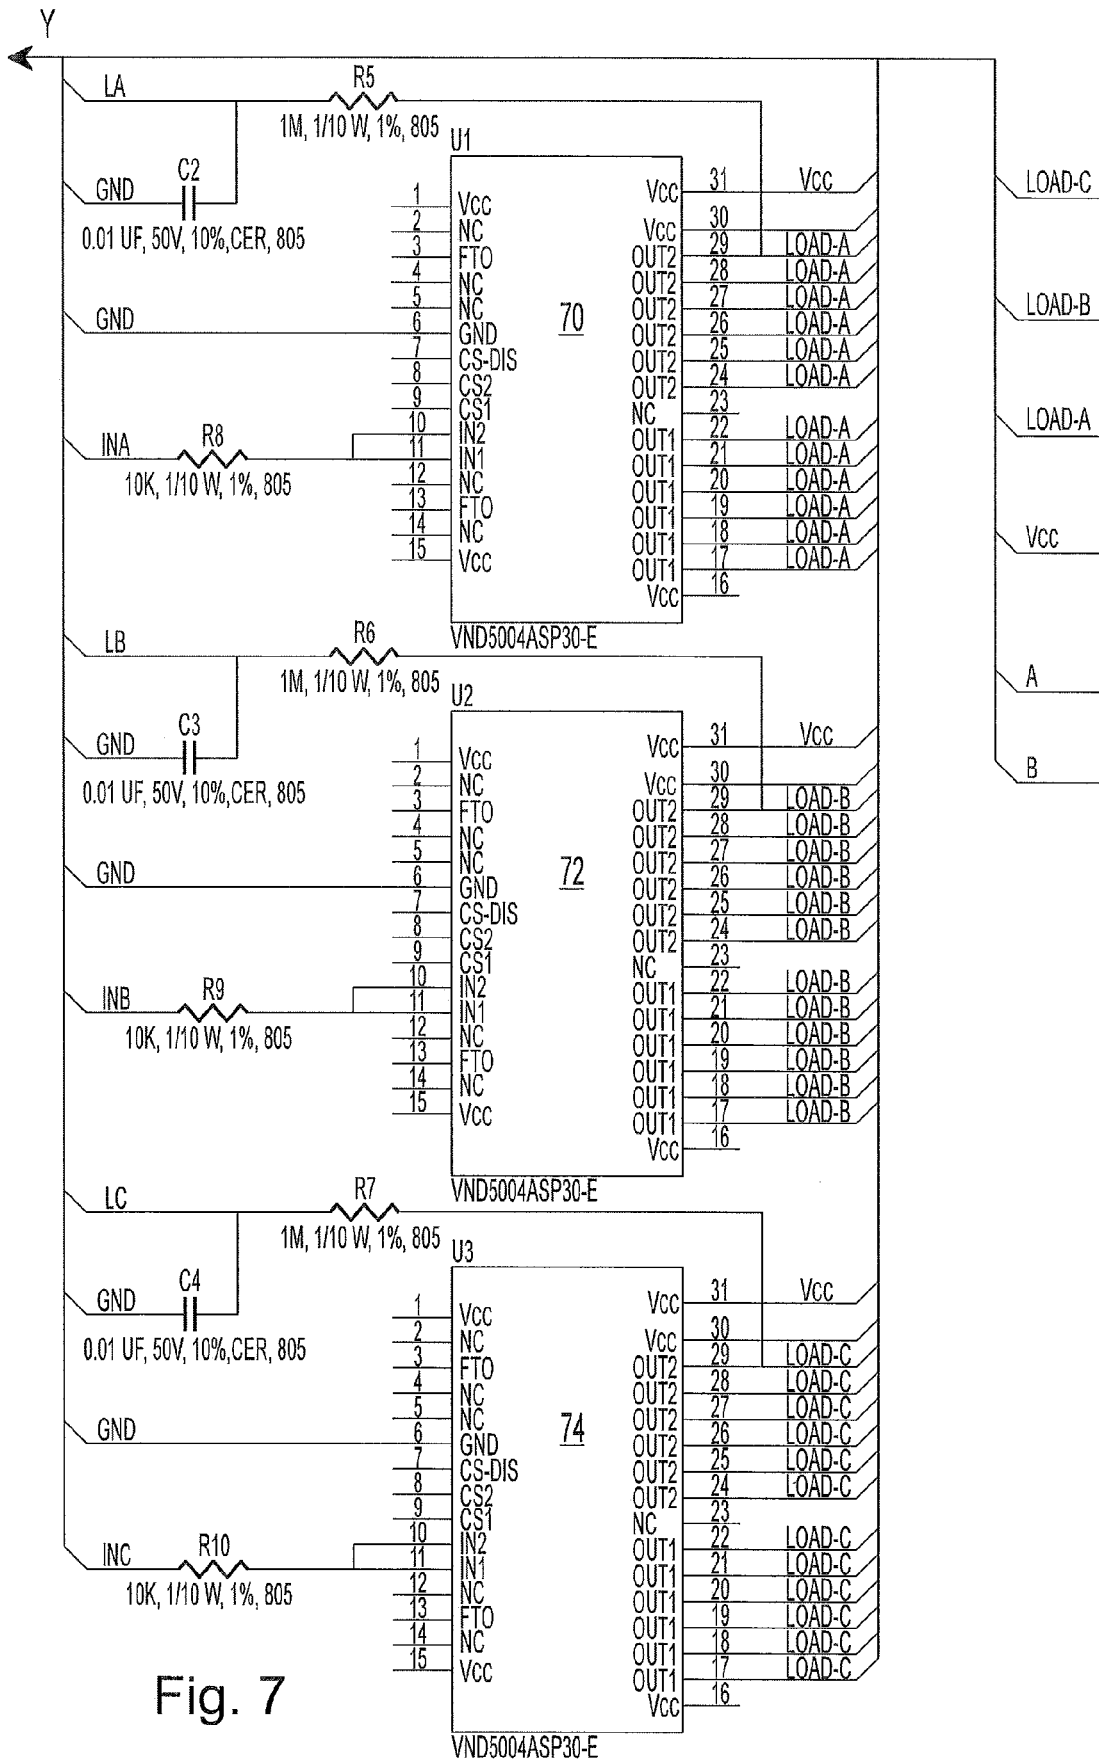 Y
LA
R5
1M, 1/10 W, 1%, 805
C2
GND
0.01 UF, 50V, 10%,CER, 805
GND
INA
R8
10K, 1/10 W, 1%, 805
U1
70
1 Vcc
2 NC
3 FTO
4 NC
5 NC
6 GND
7 CS-DIS
8 CS2
9 CS1
10 IN2
11 IN1
12 NC
13 FTO
14 NC
15 Vcc
Vcc 31 Vcc
Vcc 30
OUT2 29 LOAD-A
OUT2 28 LOAD-A
OUT2 27 LOAD-A
OUT2 26 LOAD-A
OUT2 25 LOAD-A
OUT2 24 LOAD-A
NC 23
OUT1 22 LOAD-A
OUT1 21 LOAD-A
OUT1 20 LOAD-A
OUT1 19 LOAD-A
OUT1 18 LOAD-A
OUT1 17 LOAD-A
Vcc 16
VND5004ASP30-E
LB
R6
1M, 1/10 W, 1%, 805
C3
GND
0.01 UF, 50V, 10%,CER, 805
GND
INB
R9
10K, 1/10 W, 1%, 805
U2
72
1 Vcc
2 NC
3 FTO
4 NC
5 NC
6 GND
7 CS-DIS
8 CS2
9 CS1
10 IN2
11 IN1
12 NC
13 FTO
14 NC
15 Vcc
Vcc 31 Vcc
Vcc 30
OUT2 29 LOAD-B
OUT2 28 LOAD-B
OUT2 27 LOAD-B
OUT2 26 LOAD-B
OUT2 25 LOAD-B
OUT2 24 LOAD-B
NC 23
OUT1 22 LOAD-B
OUT1 21 LOAD-B
OUT1 20 LOAD-B
OUT1 19 LOAD-B
OUT1 18 LOAD-B
OUT1 17 LOAD-B
Vcc 16
VND5004ASP30-E
LC
R7
1M, 1/10 W, 1%, 805
C4
GND
0.01 UF, 50V, 10%,CER, 805
GND
INC
R10
10K, 1/10 W, 1%, 805
U3
74
1 Vcc
2 NC
3 FTO
4 NC
5 NC
6 GND
7 CS-DIS
8 CS2
9 CS1
10 IN2
11 IN1
12 NC
13 FTO
14 NC
15 Vcc
Vcc 31 Vcc
Vcc 30
OUT2 29 LOAD-C
OUT2 28 LOAD-C
OUT2 27 LOAD-C
OUT2 26 LOAD-C
OUT2 25 LOAD-C
OUT2 24 LOAD-C
NC 23
OUT1 22 LOAD-C
OUT1 21 LOAD-C
OUT1 20 LOAD-C
OUT1 19 LOAD-C
OUT1 18 LOAD-C
OUT1 17 LOAD-C
Vcc 16
VND5004ASP30-E
LOAD-C
LOAD-B
LOAD-A
Vcc
A
B
Fig. 7